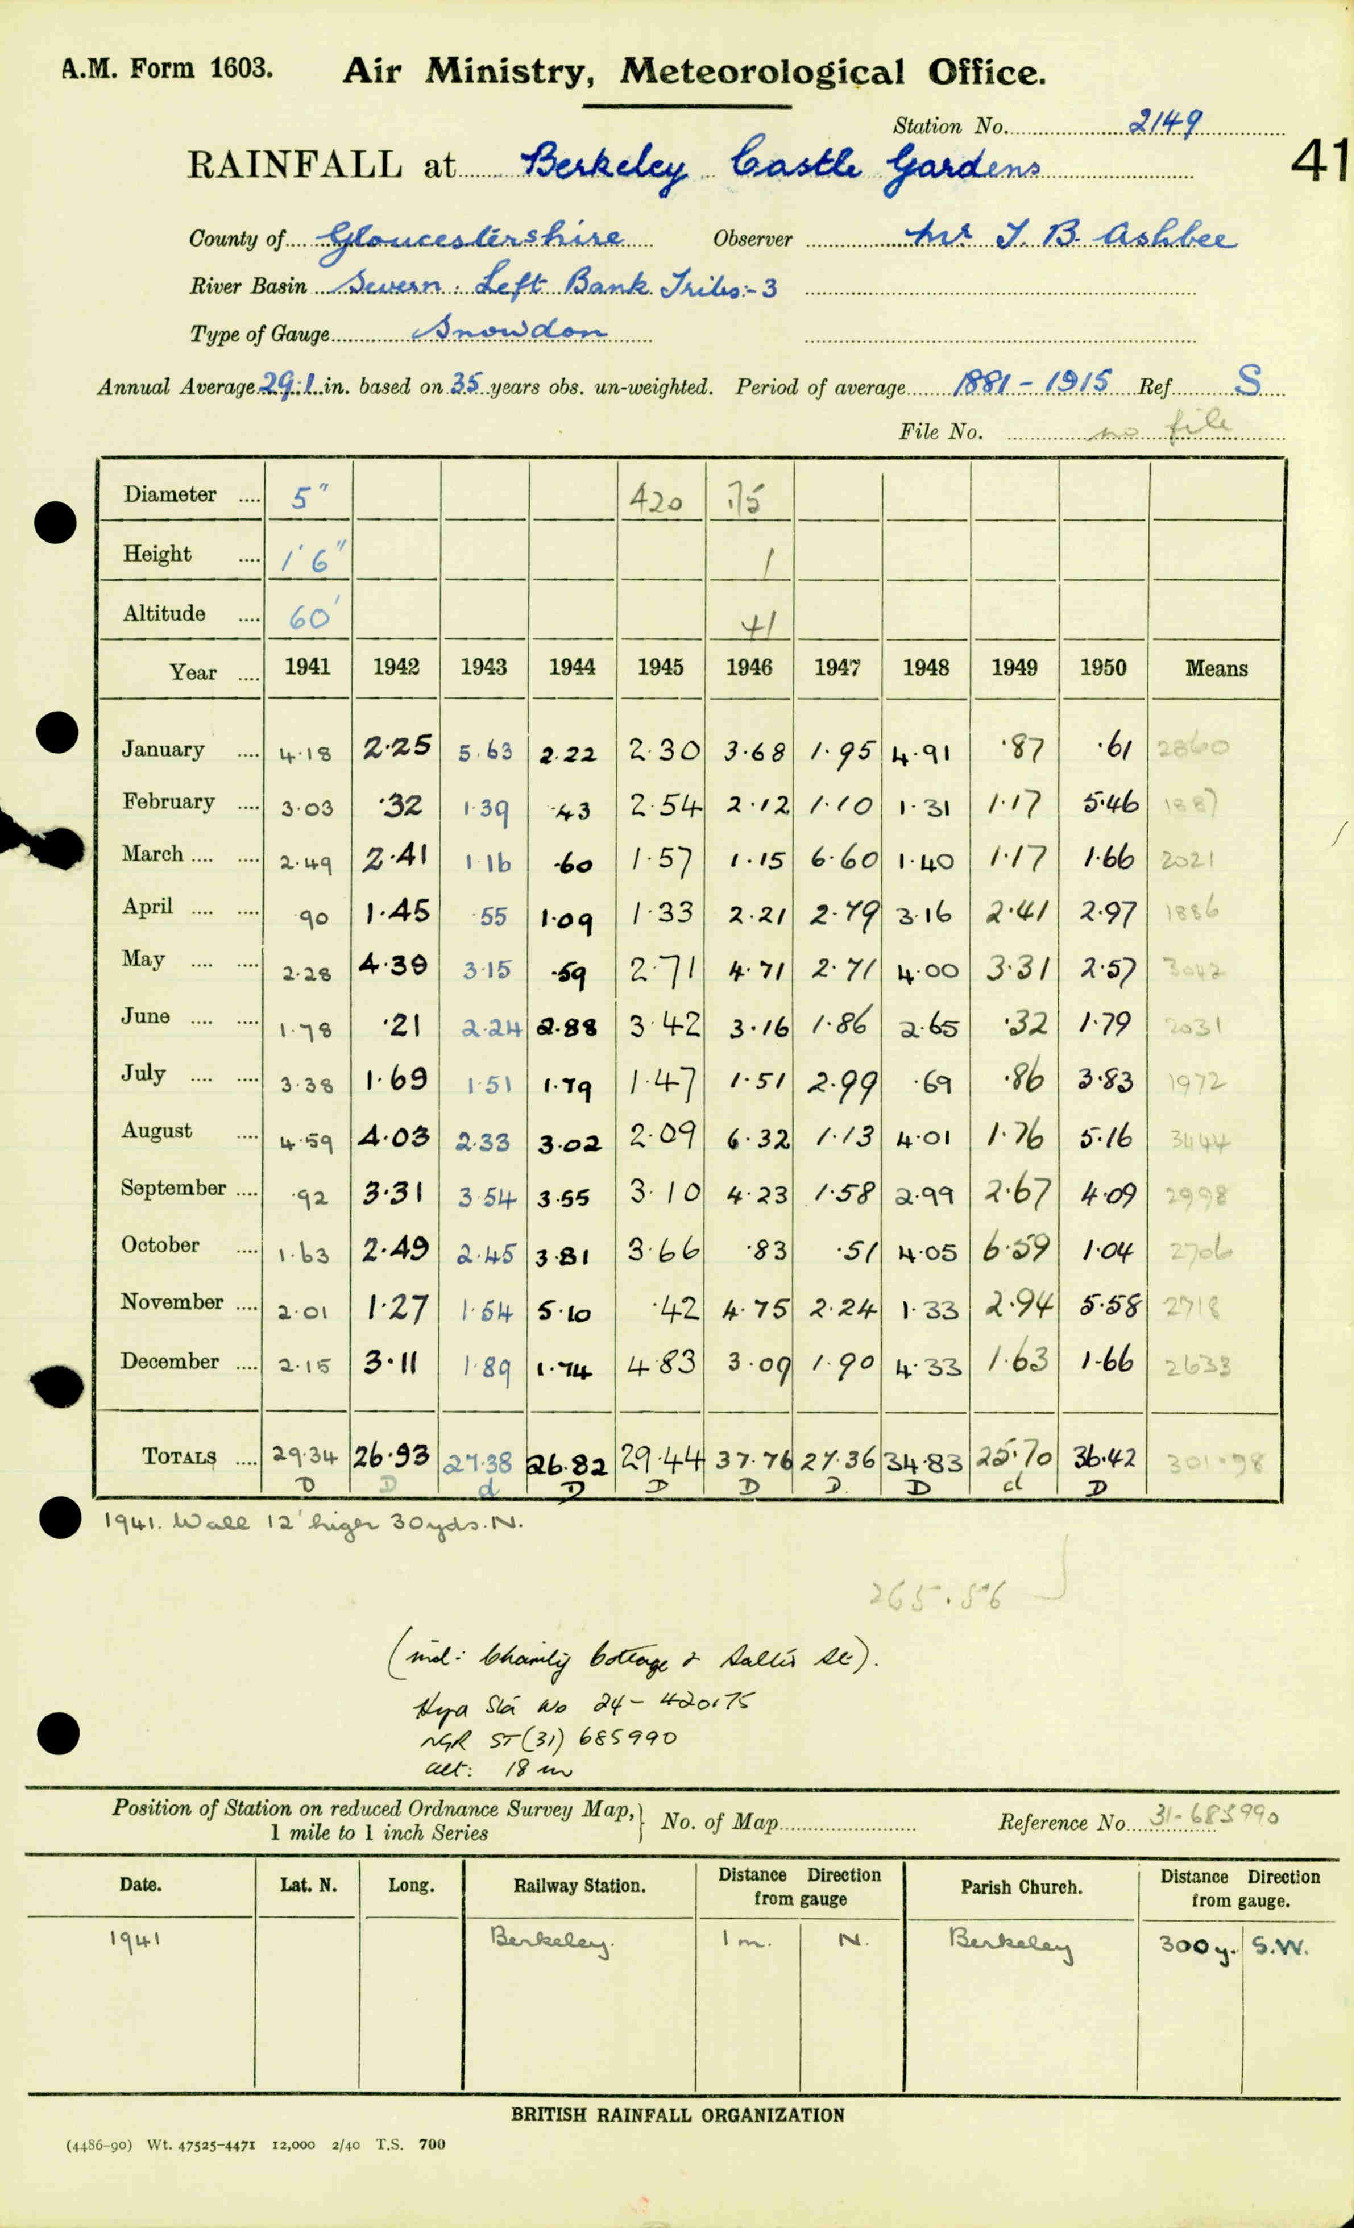 A.M. Form 1603. Air Ministry, Meteorological Office.
Station No. 2149
RAINFALL at Berkeley Castle Gardens 41
County of Gloucestershire Observer Mr J. B. Ashbee
River Basin Severn : Left Bank Tribs:-3
Type of Gauge Snowdon
Annual Average 29.1 in. based on 35 years obs. un-weighted. Period of average 1881-1915 Ref S
File No. no file
Diameter .... 5" 420 175
Height .... 1' 6" 1
Altitude .... 60' 41
Year .... 1941 1942 1943 1944 1945 1946 1947 1948 1949 1950 Means
January .... 4.18 2.25 5.63 2.22 2.30 3.68 1.95 4.91 .87 .61 2860
February .... 3.03 .32 1.39 .43 2.54 2.12 1.10 1.31 1.17 5.46 1887
March .... .... 2.49 2.41 1.16 .60 1.57 1.15 6.60 1.40 1.17 1.66 2021
April .... .... .90 1.45 .55 1.09 1.33 2.21 2.79 3.16 2.41 2.97 1886
May .... .... 2.28 4.39 3.15 .59 2.71 4.71 2.71 4.00 3.31 2.57 3042
June .... .... 1.78 .21 2.24 2.88 3.42 3.16 1.86 2.65 .32 1.79 2031
July .... .... 3.38 1.69 1.51 1.79 1.47 1.51 2.99 .69 .86 3.83 1972
August .... 4.59 4.03 2.33 3.02 2.09 6.32 1.13 4.01 1.76 5.16 3444
September .... .92 3.31 3.54 3.55 3.10 4.23 1.58 2.99 2.67 4.09 2998
October .... 1.63 2.49 2.45 3.81 3.66 .83 .51 4.05 6.59 1.04 2706
November .... 2.01 1.27 1.54 5.10 .42 4.75 2.24 1.33 2.94 5.58 2718
December .... 2.15 3.11 1.89 1.74 4.83 3.09 1.90 4.33 1.63 1.66 2633
TOTALS .... 29.34 26.93 27.38 26.82 29.44 37.76 27.36 34.83 25.70 36.42 301.98
D D d D D D D D d D
1941. Wall 12' high 30yds. N.
265.56
(incl: Charity Cottage & Salter St).
Hyd Sta No 24-420175
NGR ST(31) 685990
alt: 18 m
Position of Station on reduced Ordnance Survey Map, No. of Map Reference No 31-685990
1 mile to 1 inch Series
Date. Lat. N. Long. Railway Station. Distance Direction from gauge Parish Church. Distance Direction from gauge.
1941 Berkeley. 1 m. N. Berkeley 300 y. S.W.
BRITISH RAINFALL ORGANIZATION
(4486-90) Wt. 47525-4471 12,000 2/40 T.S. 700